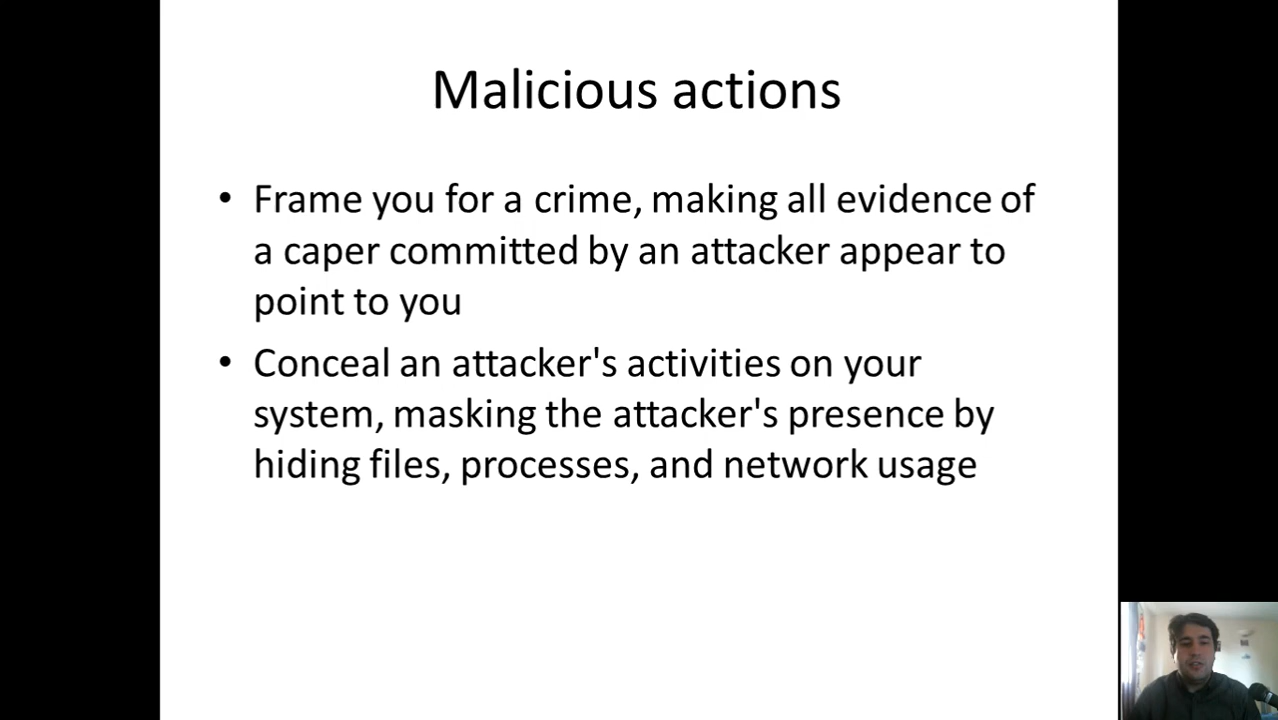 Malicious actions
• Frame you for a crime, making all evidence of
a caper committed by an attacker appear to
point to you
• Conceal an attacker's activities on your
system, masking the attacker's presence by
hiding files, processes, and network usage